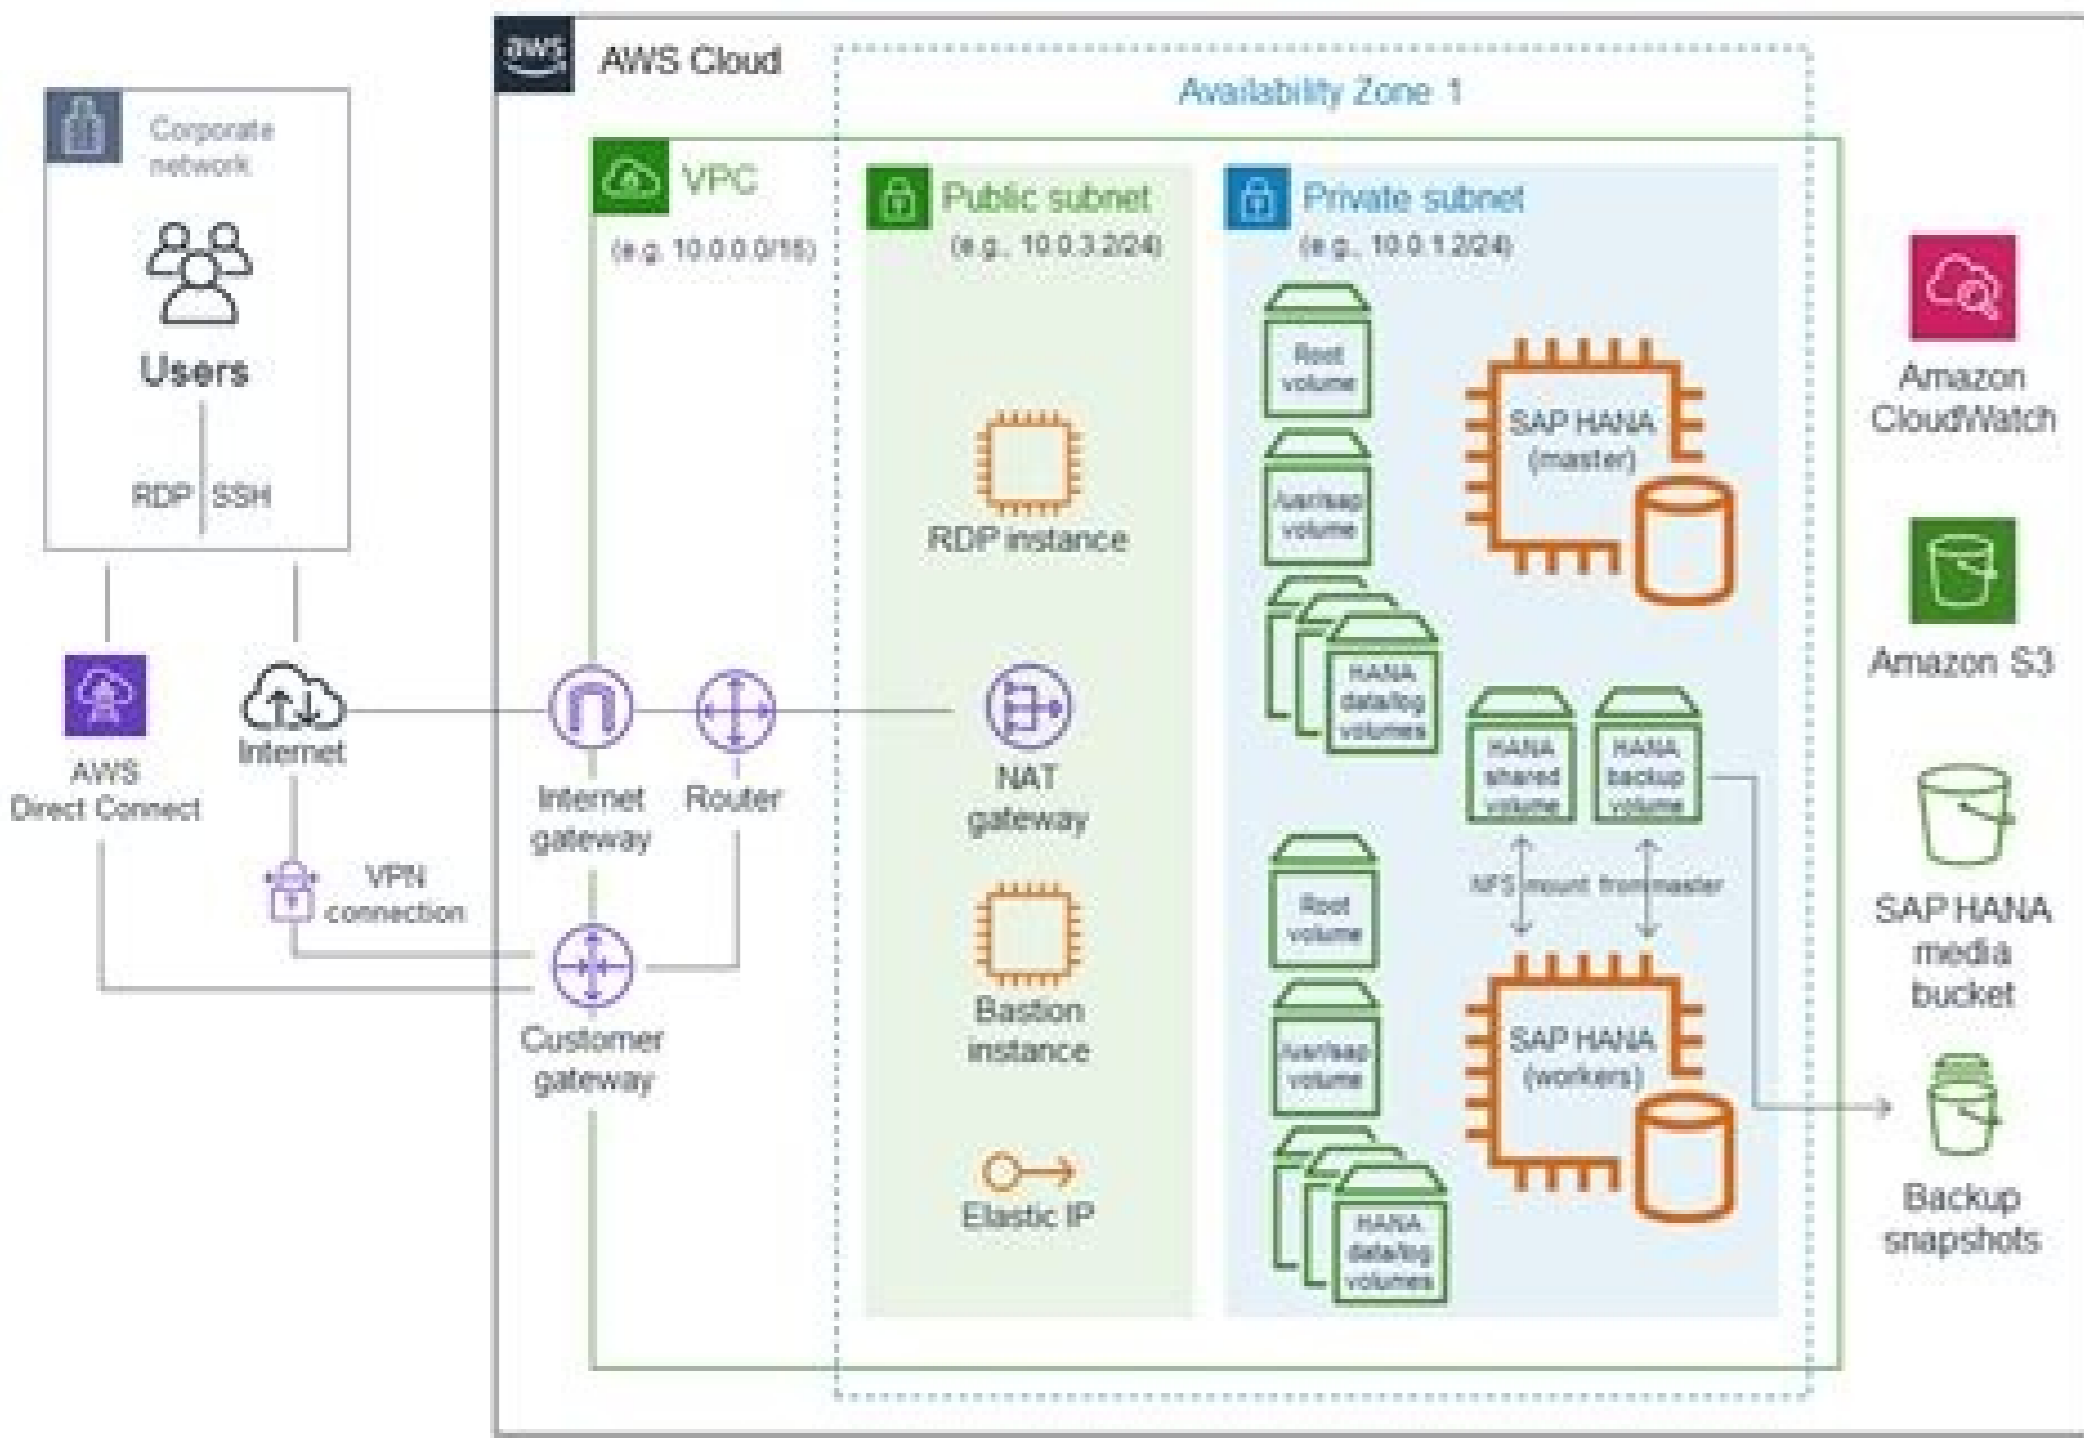 aws
AWS Cloud
Availability Zone 1
Corporate
network
Users
RDP
SSH
AWS
Direct Connect
Internet
VPN
connection
VPC
(e.g. 10.0.0.0/16)
Internet
gateway
Router
Customer
gateway
Public subnet
(e.g., 10.0.3.2/24)
RDP instance
NAT
gateway
Bastion
instance
Elastic IP
Private subnet
(e.g., 10.0.1.2/24)
Root
volume
/usr/sap
volume
HANA
data/log
volumes
SAP HANA
(master)
HANA
shared
volume
HANA
backup
volume
NFS mount from master
Root
volume
/usr/sap
volume
HANA
data/log
volumes
SAP HANA
(workers)
Amazon
CloudWatch
Amazon S3
SAP HANA
media
bucket
Backup
snapshots